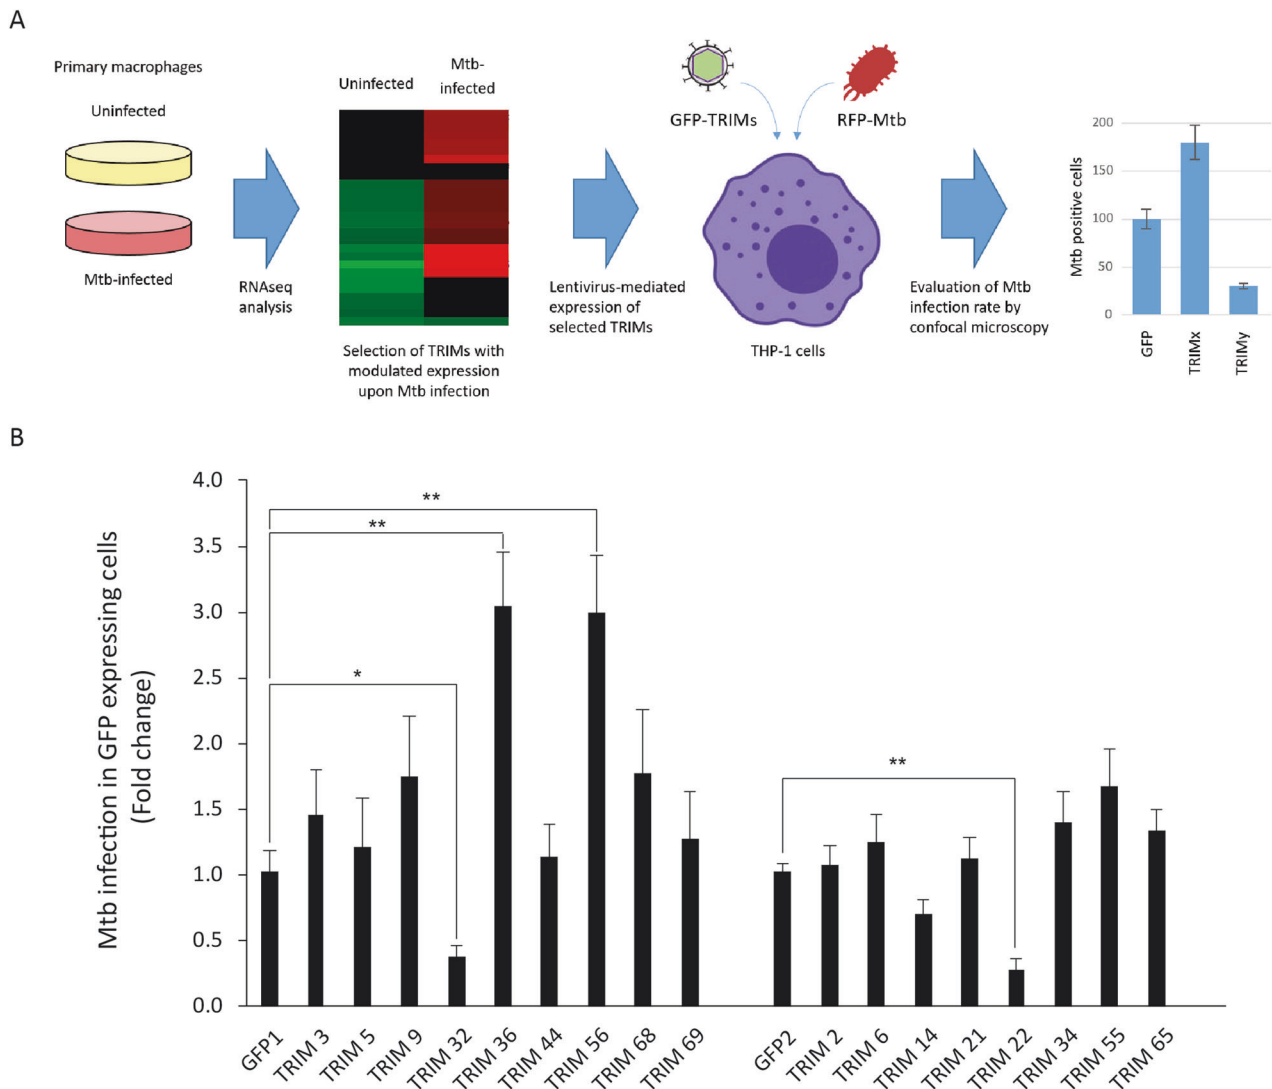 A
Primary macrophages
Uninfected
Mtb-infected
RNAseq
analysis
Uninfected
Mtb-
infected
Selection of TRIMs with
modulated expression
upon Mtb infection
Lentivirus-mediated
expression of
selected TRIMs
GFP-TRIMs
RFP-Mtb
THP-1 cells
Evaluation of Mtb
infection rate by
confocal microscopy
Mtb positive cells
200
150
100
50
0
GFP
TRIMx
TRIMy
B
Mtb infection in GFP expressing cells
(Fold change)
4.0
3.5
3.0
2.5
2.0
1.5
1.0
0.5
0.0
**
**
*
**
GFP1
TRIM 3
TRIM 5
TRIM 9
TRIM 32
TRIM 36
TRIM 44
TRIM 56
TRIM 68
TRIM 69
GFP2
TRIM 2
TRIM 6
TRIM 14
TRIM 21
TRIM 22
TRIM 34
TRIM 55
TRIM 65